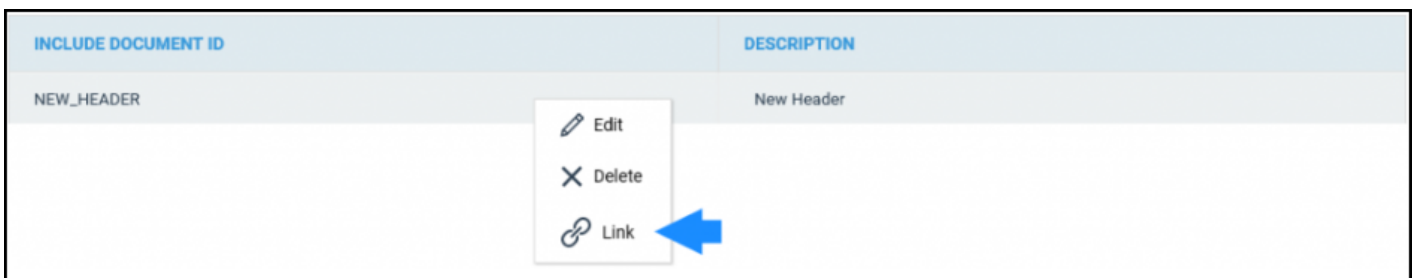 INCLUDE DOCUMENT ID DESCRIPTION
NEW_HEADER New Header
Edit
Delete
Link